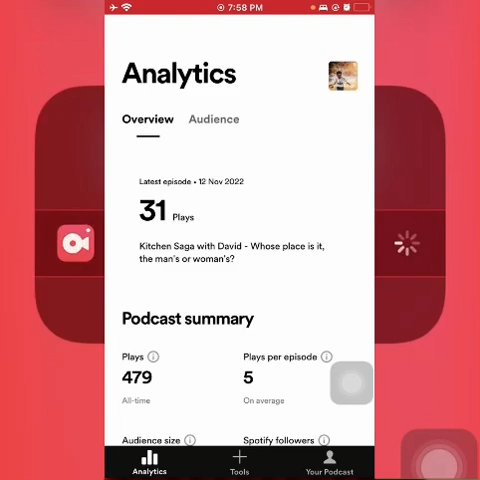 7:58 PM
Analytics
Overview Audience
Latest episode • 12 Nov 2022
31 Plays
Kitchen Saga with David - Whose place is it,
the man's or woman's?
Podcast summary
Plays Plays per episode
479 5
All-time On average
Audience size Spotify followers
Analytics Tools Your Podcast